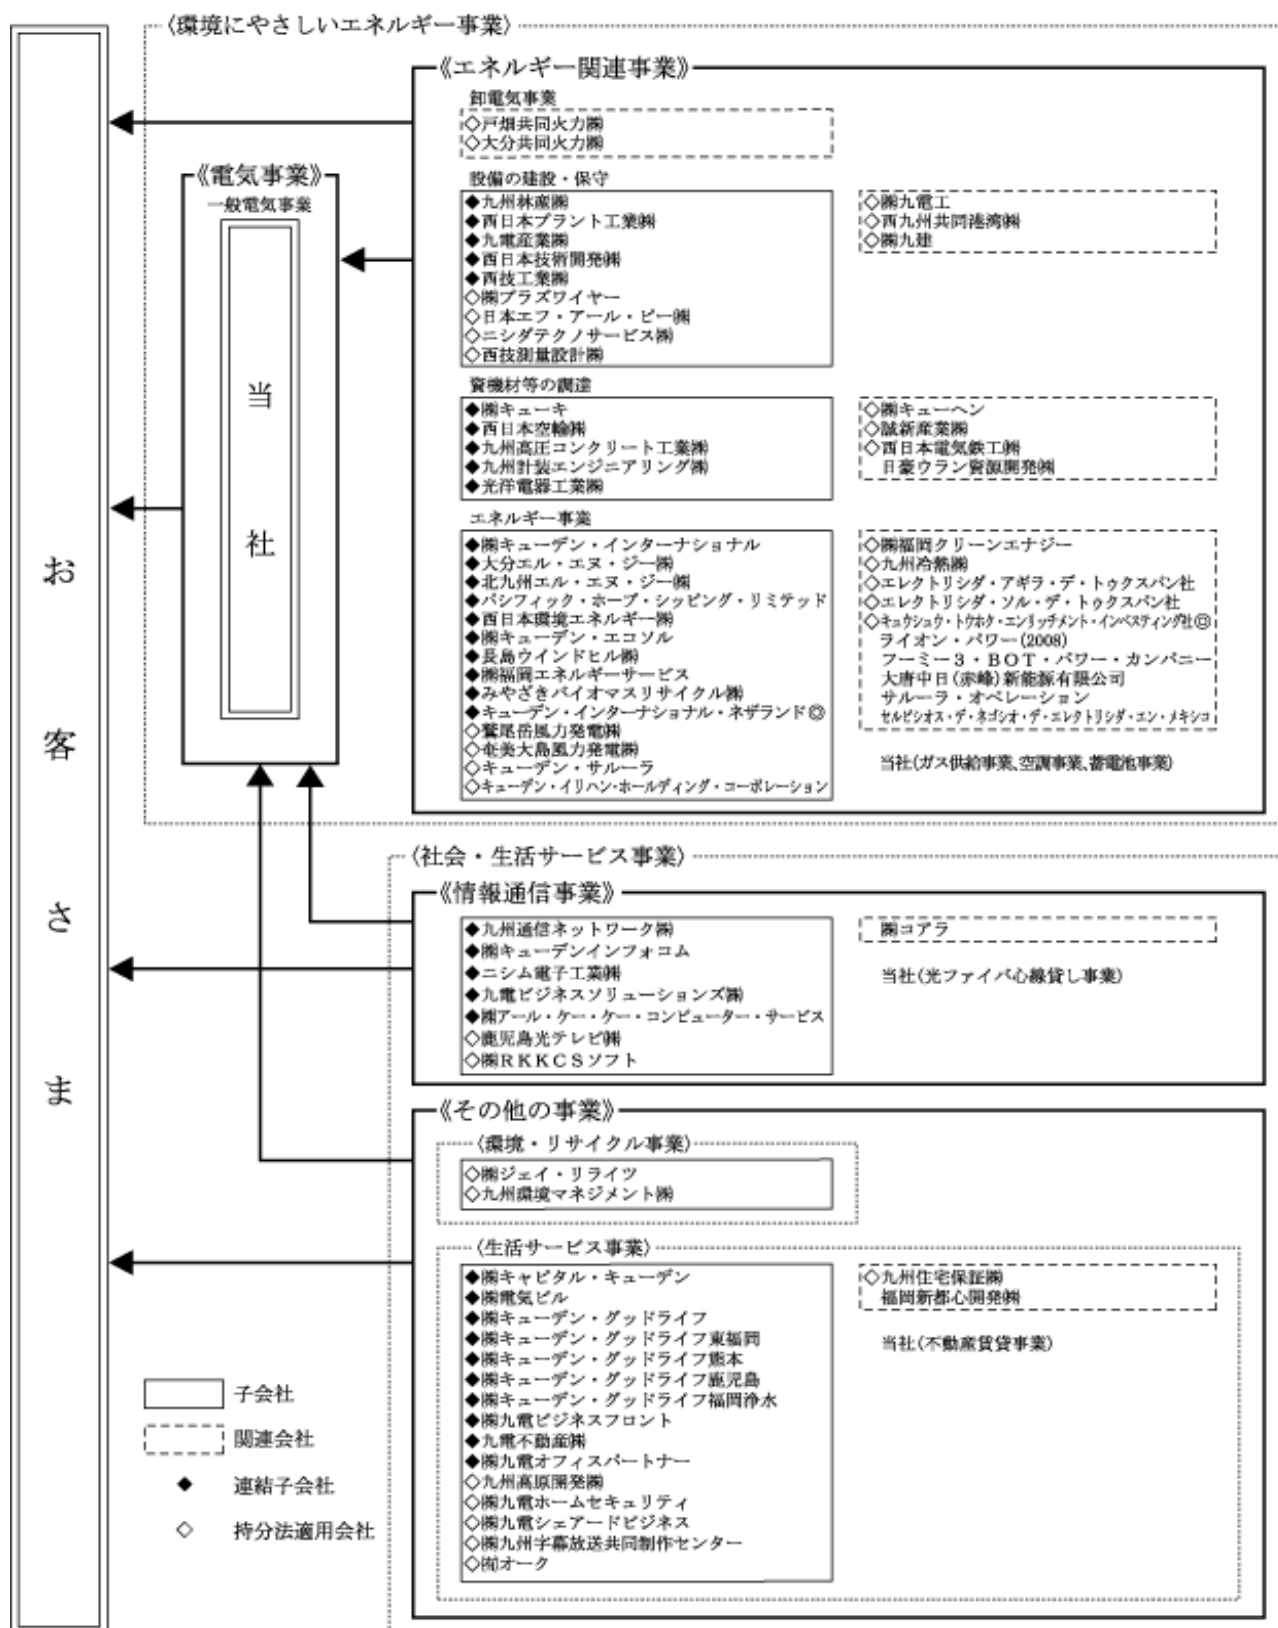 〈環境にやさしいエネルギー事業〉
《エネルギー関連事業》
卸電気事業
◇戸畑共同火力㈱
◇大分共同火力㈱
《電気事業》
一般電気事業
当社
設備の建設・保守
◆九州林産㈱
◆西日本プラント工業㈱
◆九電産業㈱
◆西日本技術開発㈱
◆西技工業㈱
◇㈱プラズワイヤー
◇日本エフ・アール・ピー㈱
◇ニシダテクノサービス㈱
◇西技測量設計㈱
◇㈱九電工
◇西九州共同港湾㈱
◇㈱九建
資機材等の調達
◆㈱キューキ
◆西日本空輸㈱
◆九州高圧コンクリート工業㈱
◆九州計装エンジニアリング㈱
◆光洋電器工業㈱
◇㈱キューヘン
◇誠新産業㈱
◇西日本電気鉄工㈱
日豪ウラン資源開発㈱
エネルギー事業
◆㈱キューデン・インターナショナル
◆大分エル・エヌ・ジー㈱
◆北九州エル・エヌ・ジー㈱
◆パシフィック・ホープ・シッピング・リミテッド
◆西日本環境エネルギー㈱
◆㈱キューデン・エコソル
◆長島ウインドヒル㈱
◆㈱福岡エネルギーサービス
◆みやざきバイオマスリサイクル㈱
◆キューデン・インターナショナル・ネザランド◎
◇鷲尾岳風力発電㈱
◇奄美大島風力発電㈱
◇キューデン・サルーラ
◇キューデン・イリハン・ホールディング・コーポレーション
◇㈱福岡クリーンエナジー
◇九州冷熱㈱
◇エレクトリシダ・アギラ・デ・トゥクスパン社
◇エレクトリシダ・ソル・デ・トゥクスパン社
◇キュウシュウ・トウホク・エンリッチメント・インベスティング社◎
ライオン・パワー(2008)
フーミー3・BOT・パワー・カンパニー
大唐中日(赤峰)新能源有限公司
サルーラ・オペレーション
セルビシオス・デ・ネゴシオ・デ・エレクトリシダ・エン・メキシコ
当社(ガス供給事業、空調事業、蓄電池事業)
お客さま
〈社会・生活サービス事業〉
《情報通信事業》
◆九州通信ネットワーク㈱
◆㈱キューデンインフォコム
◆ニシム電子工業㈱
◆九電ビジネスソリューションズ㈱
◆㈱アール・ケー・ケー・コンピューター・サービス
◇鹿児島光テレビ㈱
◇㈱RKKCSソフト
㈱コアラ
当社(光ファイバ心線貸し事業)
《その他の事業》
〈環境・リサイクル事業〉
◇㈱ジェイ・リライツ
◇九州環境マネジメント㈱
〈生活サービス事業〉
◆㈱キャピタル・キューデン
◆㈱電気ビル
◆㈱キューデン・グッドライフ
◆㈱キューデン・グッドライフ東福岡
◆㈱キューデン・グッドライフ熊本
◆㈱キューデン・グッドライフ鹿児島
◆㈱キューデン・グッドライフ福岡浄水
◆㈱九電ビジネスフロント
◆九電不動産㈱
◆㈱九電オフィスパートナー
◇九州高原開発㈱
◇㈱九電ホームセキュリティ
◇㈱九電シェアードビジネス
◇㈱九州字幕放送共同制作センター
◇㈲オーク
◇九州住宅保証㈱
福岡新都心開発㈱
当社(不動産賃貸事業)
子会社
関連会社
◆ 連結子会社
◇ 持分法適用会社